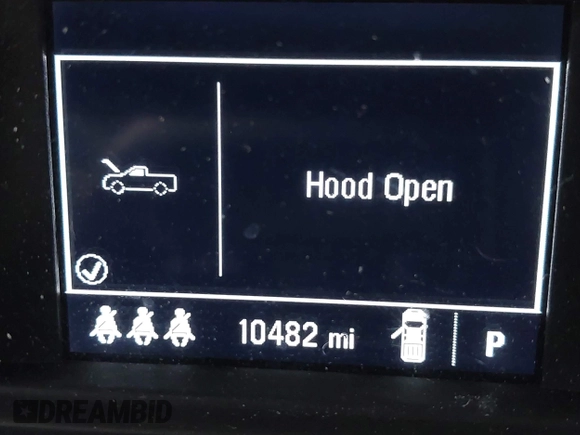 Hood Open
10482 mi
P
DREAMBID